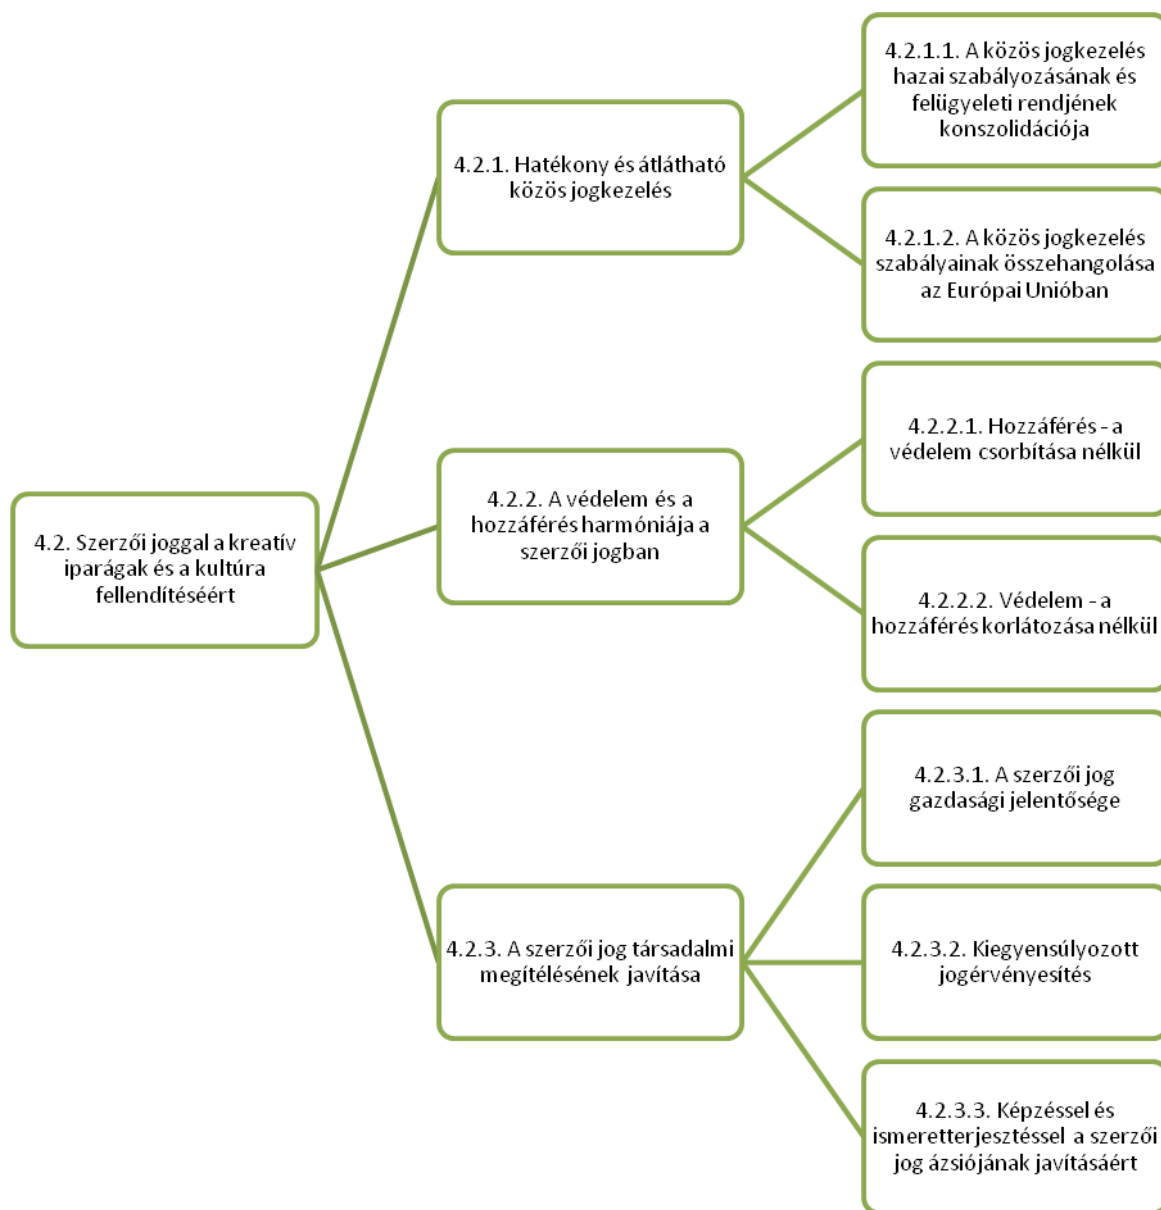 4.2. Szerzői joggal a kreatív
iparágak és a kultúra
fellendítéséért
4.2.1. Hatékony és átlátható
közös jogkezelés
4.2.1.1. A közös jogkezelés
hazai szabályozásának és
felügyeleti rendjének
konszolidációja
4.2.1.2. A közös jogkezelés
szabályainak összehangolása
az Európai Unióban
4.2.2. A védelem és a
hozzáférés harmóniája a
szerzői jogban
4.2.2.1. Hozzáférés - a
védelem csorbítása nélkül
4.2.2.2. Védelem - a
hozzáférés korlátozása nélkül
4.2.3. A szerzői jog társadalmi
megítélésének javítása
4.2.3.1. A szerzői jog
gazdasági jelentősége
4.2.3.2. Kiegyensúlyozott
jogérvényesítés
4.2.3.3. Képzéssel és
ismeretterjesztéssel a szerzői
jog ázsiójának javításáért